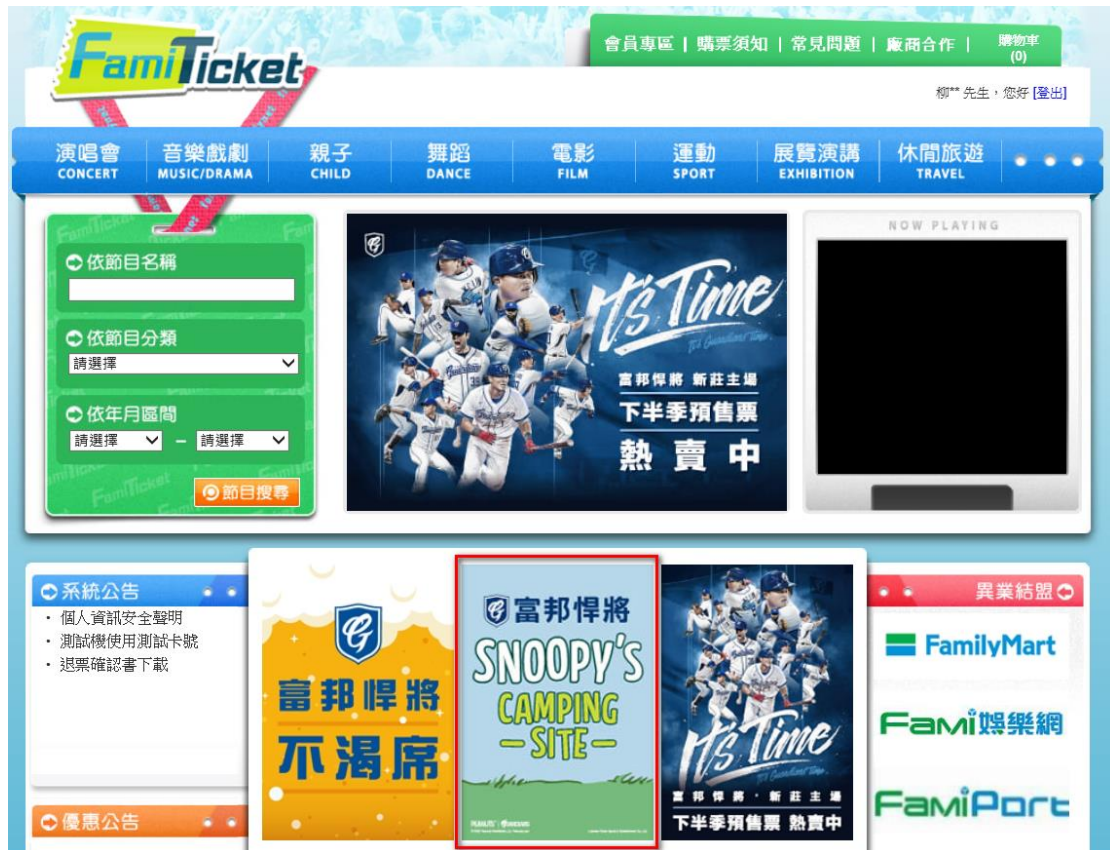 FamiTicket
會員專區 | 購票須知 | 常見問題 | 廠商合作 | 購物車 (0)
柳** 先生，您好 [登出]
演唱會 音樂戲劇 親子 舞蹈 電影 運動 展覽演講 休閒旅遊
CONCERT MUSIC/DRAMA CHILD DANCE FILM SPORT EXHIBITION TRAVEL
依節目名稱
依節目分類
請選擇
依年月區間
請選擇 – 請選擇
節目搜尋
It's Time
富邦悍將 新莊主場
下半季預售票
熱賣中
NOW PLAYING
系統公告
・ 個人資訊安全聲明
・ 測試機使用測試卡號
・ 退票確認書下載
優惠公告
富邦悍將
不渴席
富邦悍將
SNOOPY'S
CAMPING
– SITE –
It's Time
富邦悍將・新莊主場
下半季預售票 熱賣中
異業結盟
FamilyMart
Fami娛樂網
FamiPort